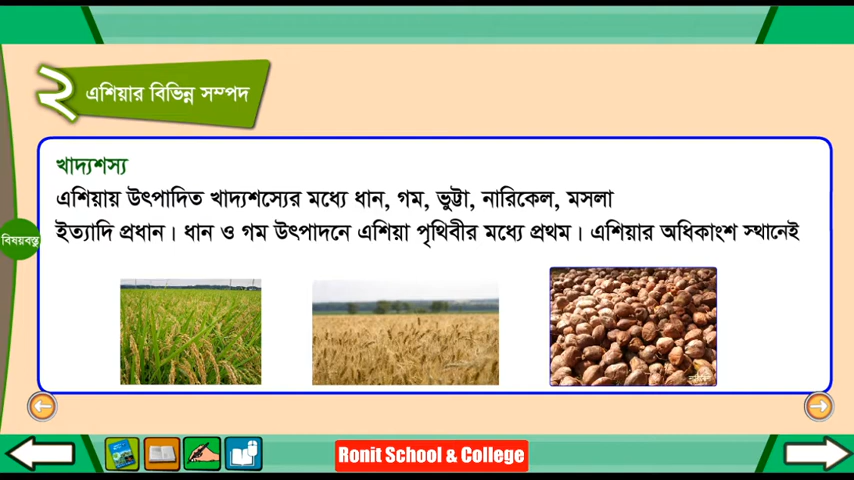 ২ এশিয়ার বিভিন্ন সম্পদ
খাদ্যশস্য
এশিয়ায় উৎপাদিত খাদ্যশস্যের মধ্যে ধান, গম, ভুট্টা, নারিকেল, মসলা
ইত্যাদি প্রধান। ধান ও গম উৎপাদনে এশিয়া পৃথিবীর মধ্যে প্রথম। এশিয়ার অধিকাংশ স্থানেই
বিষয়বস্তু
Ronit School & College